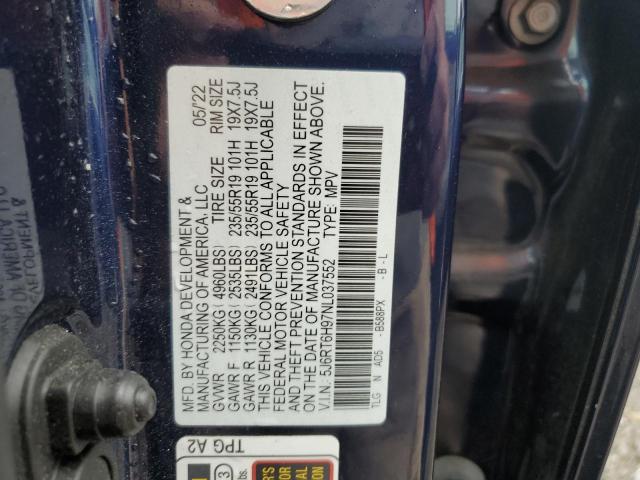 MFD. BY HONDA DEVELOPMENT &
MANUFACTURING OF AMERICA, LLC 05/22
GVWR 2250KG ( 4960LBS) TIRE SIZE RIM SIZE
GAWR F 1150KG ( 2535LBS) 235/55R19 101H 19X7.5J
GAWR R 1130KG ( 2491LBS) 235/55R19 101H 19X7.5J
THIS VEHICLE CONFORMS TO ALL APPLICABLE
FEDERAL MOTOR VEHICLE SAFETY
AND THEFT PREVENTION STANDARDS IN EFFECT
ON THE DATE OF MANUFACTURE SHOWN ABOVE.
V.I.N.: 5J6RT6H97NL037552 TYPE: MPV
TLG N AD5 - B588PX - B - L
TPG A2